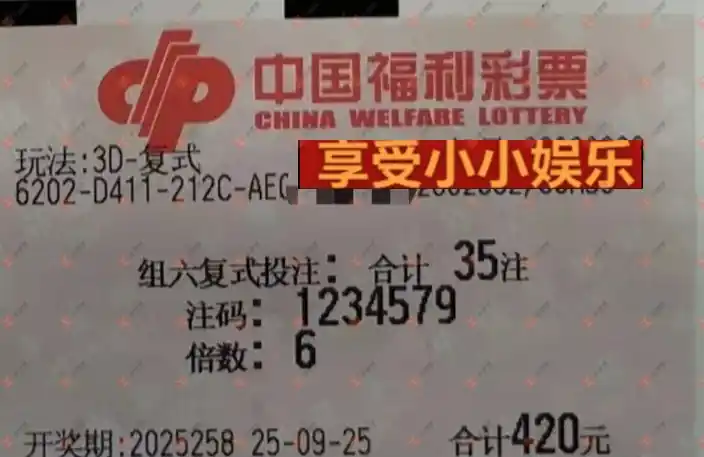 中国福利彩票
CHINA WELFARE LOTTERY
玩法:3D-复式
享受小小娱乐
6202-D411-212C-AEC
组六复式投注: 合计 35注
注码: 1234579
倍数: 6
开奖期:2025258 25-09-25 合计420元